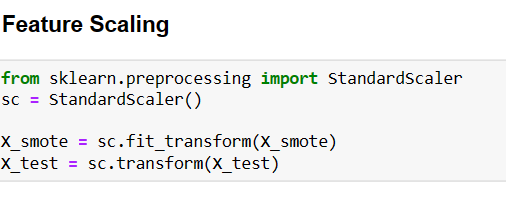 Feature Scaling
from sklearn.preprocessing import StandardScaler
sc = StandardScaler()
X_smote = sc.fit_transform(X_smote)
X_test = sc.transform(X_test)